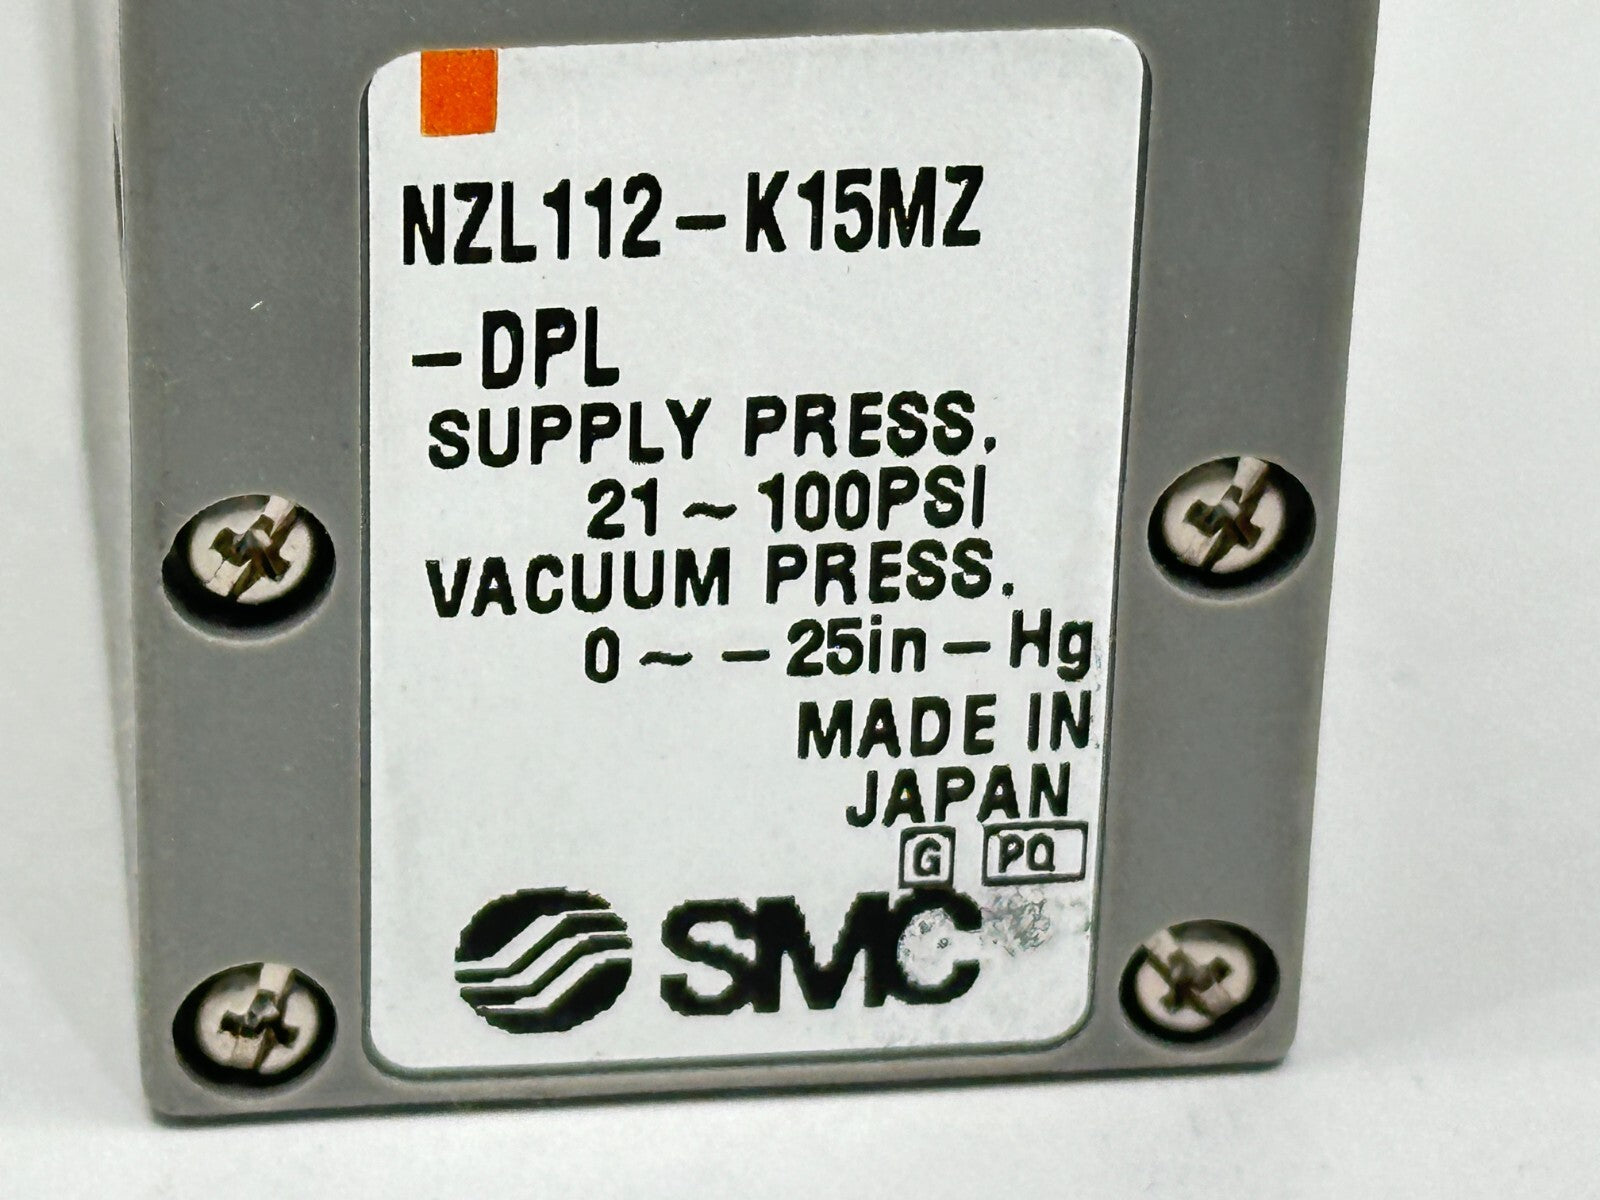 NZL112-K15MZ
-DPL
SUPPLY PRESS.
21~100PSI
VACUUM PRESS.
0~-25in-Hg
MADE IN
JAPAN
G PQ
SMC